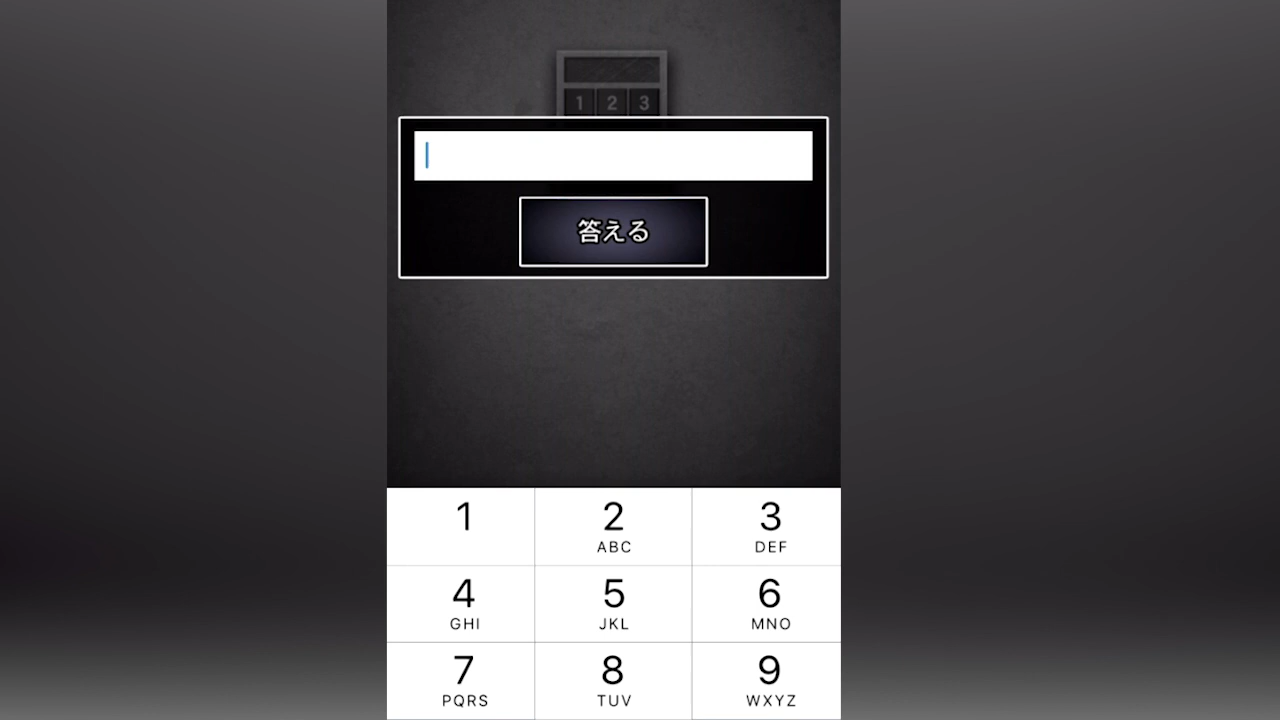 1 2 3
答える
1 2 3
ABC DEF
4 5 6
GHI JKL MNO
7 8 9
PQRS TUV WXYZ